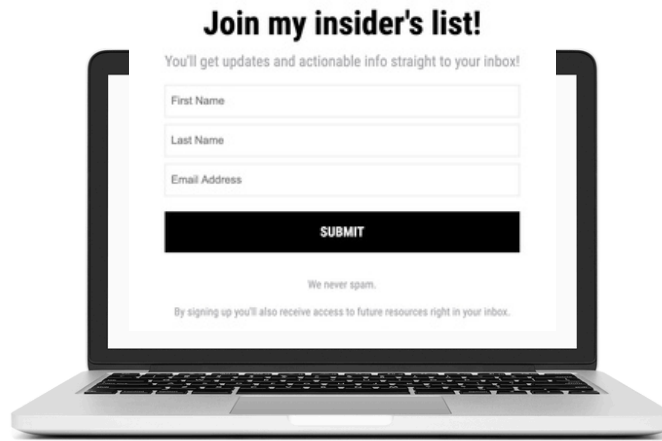 Join my insider's list!
You'll get updates and actionable info straight to your inbox!
First Name
Last Name
Email Address
SUBMIT
We never spam.
By signing up you'll also receive access to future resources right in your inbox.